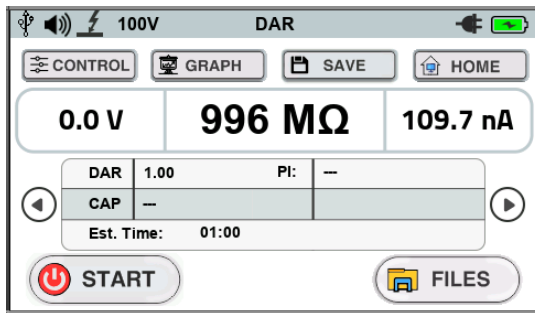 100V DAR
CONTROL GRAPH SAVE HOME
0.0 V 996 MΩ 109.7 nA
DAR 1.00 PI: ---
CAP ---
Est. Time: 01:00
START FILES